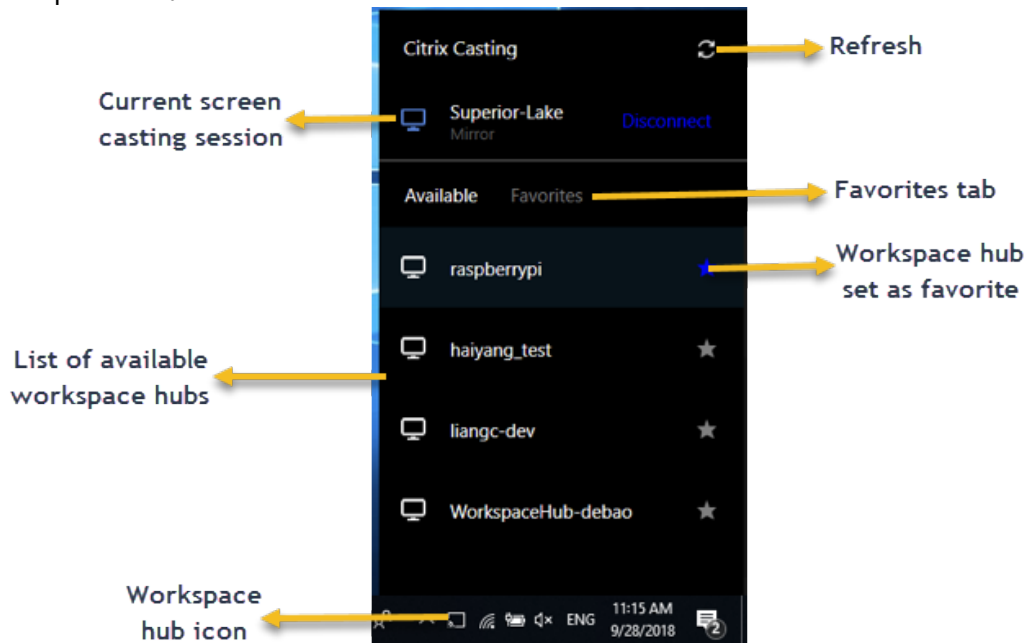 Citrix Casting
Refresh
Current screen
casting session
Superior-Lake
Mirror
Disconnect
Available
Favorites
Favorites tab
raspberrypi
Workspace hub
set as favorite
haiyang_test
List of available
workspace hubs
liangc-dev
WorkspaceHub-debao
Workspace
hub icon
ENG
11:15 AM
9/28/2018
2